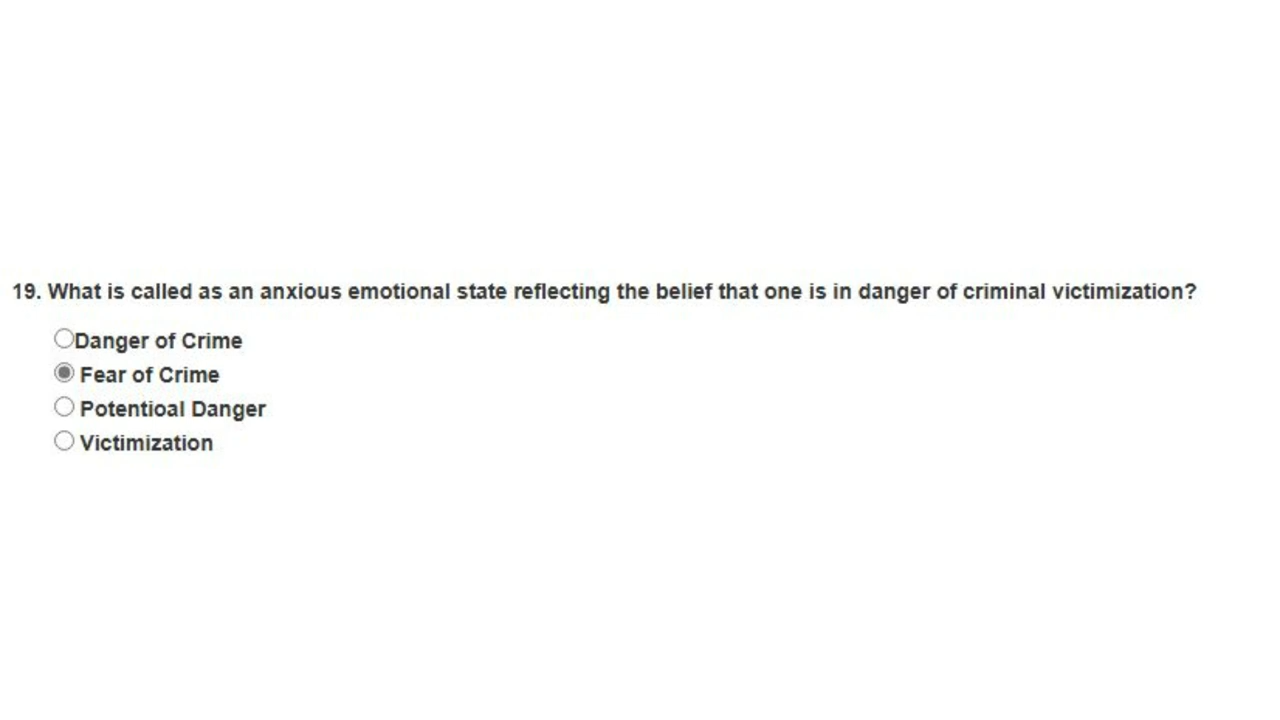 19. What is called as an anxious emotional state reflecting the belief that one is in danger of criminal victimization?
Danger of Crime
Fear of Crime
Potentioal Danger
Victimization